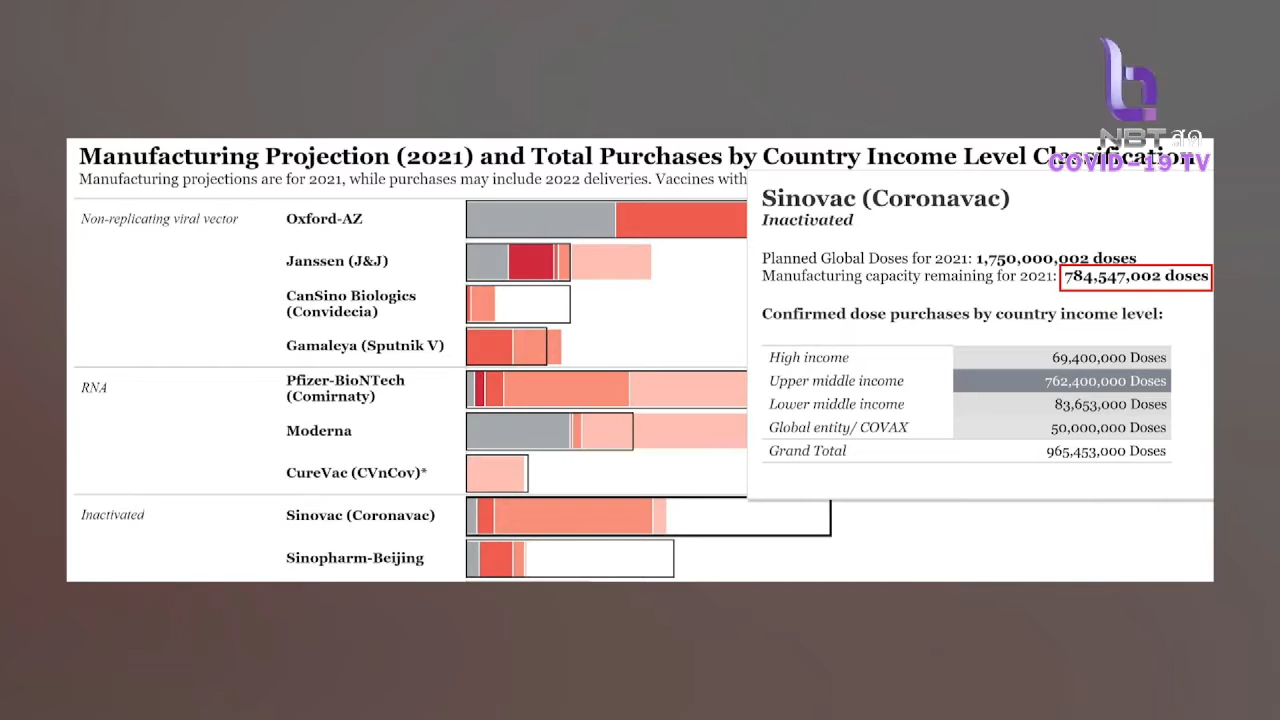 NBT สด
COVID-19 TV
Manufacturing Projection (2021) and Total Purchases by Country Income Level Classification
Manufacturing projections are for 2021, while purchases may include 2022 deliveries. Vaccines with
Non-replicating viral vector
Oxford-AZ
Janssen (J&J)
CanSino Biologics
(Convidecia)
Gamaleya (Sputnik V)
RNA
Pfizer-BioNTech
(Comirnaty)
Moderna
CureVac (CVnCov)*
Inactivated
Sinovac (Coronavac)
Sinopharm-Beijing
Sinovac (Coronavac)
Inactivated
Planned Global Doses for 2021: 1,750,000,002 doses
Manufacturing capacity remaining for 2021: 784,547,002 doses
Confirmed dose purchases by country income level:
High income 69,400,000 Doses
Upper middle income 762,400,000 Doses
Lower middle income 83,653,000 Doses
Global entity/ COVAX 50,000,000 Doses
Grand Total 965,453,000 Doses